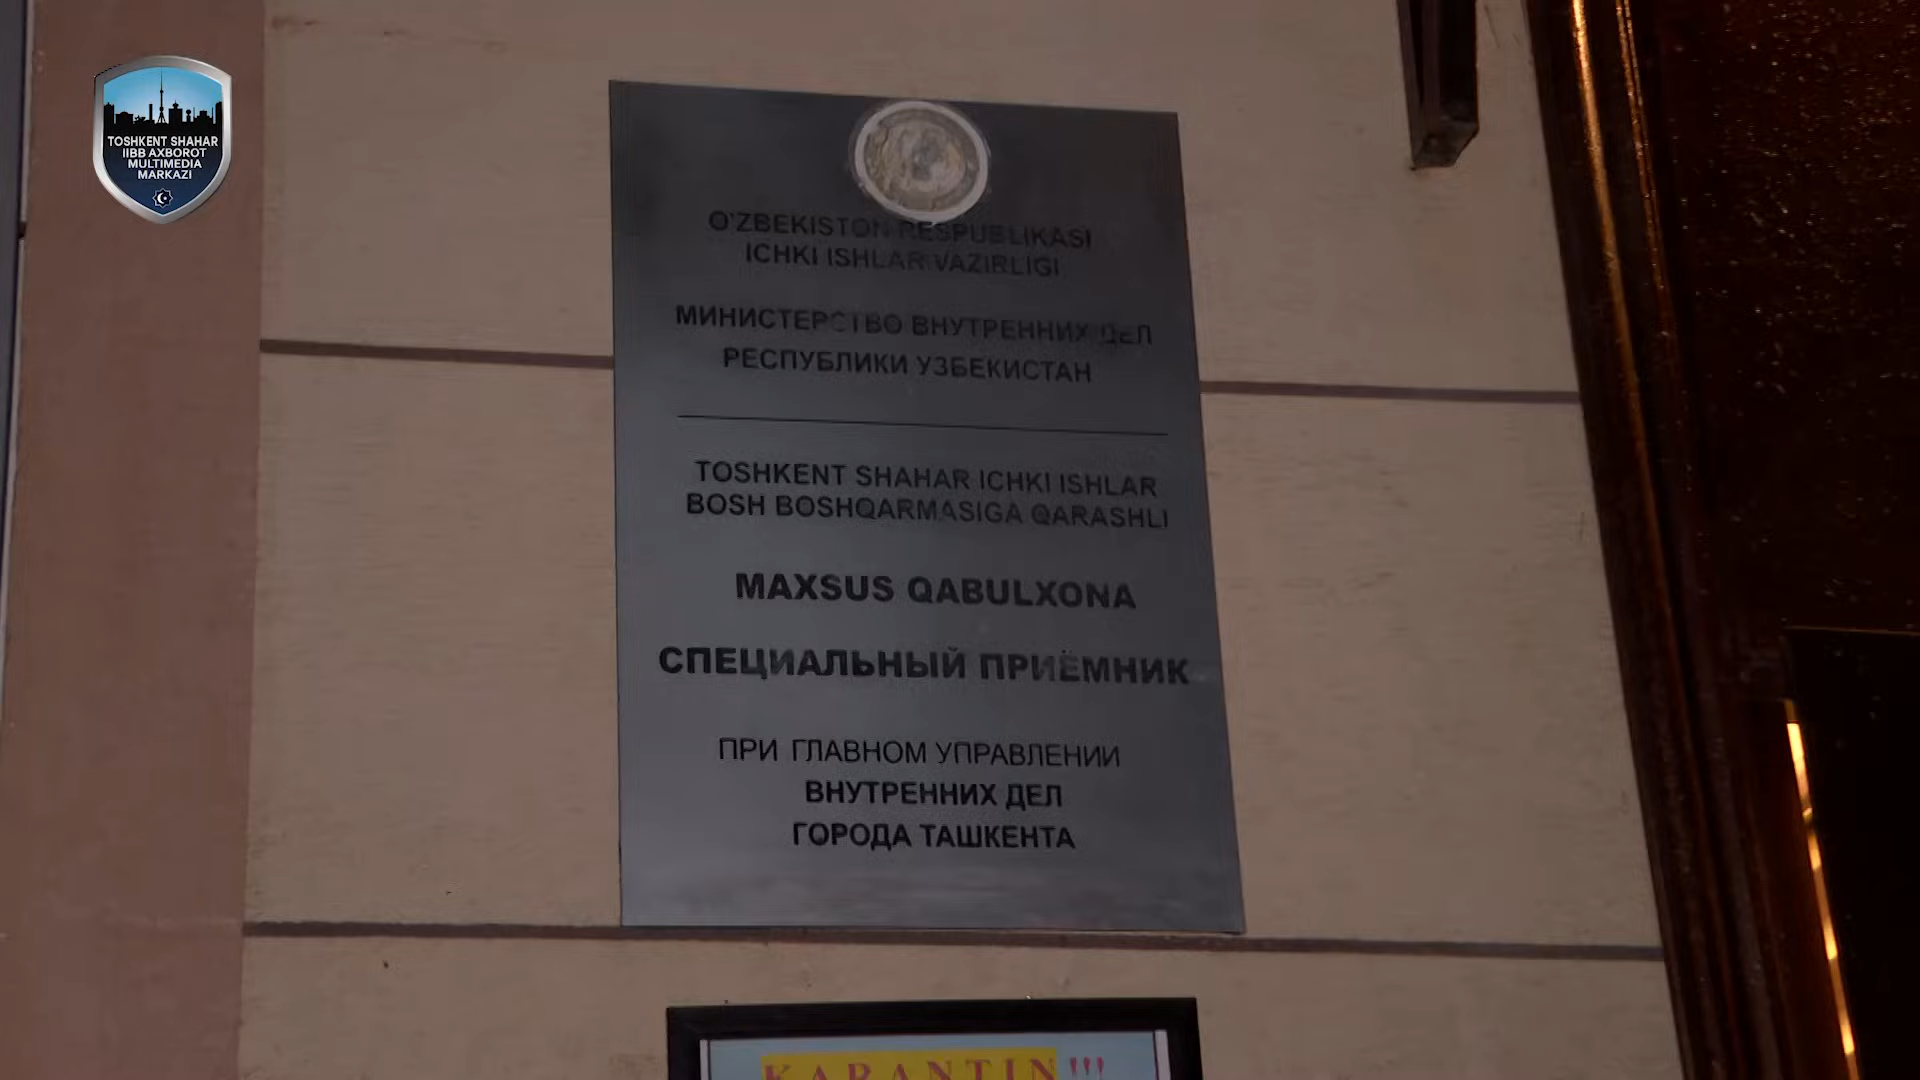 TOSHKENT SHAHAR
IIBB AXBOROT
MULTIMEDIA
MARKAZI
O'ZBEKISTON RESPUBLIKASI
ICHKI ISHLAR VAZIRLIGI
МИНИСТЕРСТВО ВНУТРЕННИХ ДЕЛ
РЕСПУБЛИКИ УЗБЕКИСТАН
TOSHKENT SHAHAR ICHKI ISHLAR
BOSH BOSHQARMASIGA QARASHLI
MAXSUS QABULXONA
СПЕЦИАЛЬНЫЙ ПРИЁМНИК
ПРИ ГЛАВНОМ УПРАВЛЕНИИ
ВНУТРЕННИХ ДЕЛ
ГОРОДА ТАШКЕНТА
KARANTIN!!!